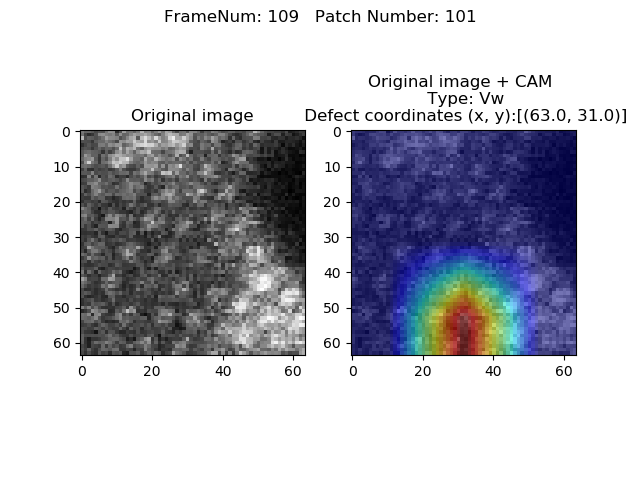 FrameNum: 109   Patch Number: 101
Original image
Original image + CAM
Type: Vw
Defect coordinates (x, y):[(63.0, 31.0)]
0
10
20
30
40
50
60
0 20 40 60
0
10
20
30
40
50
60
0 20 40 60